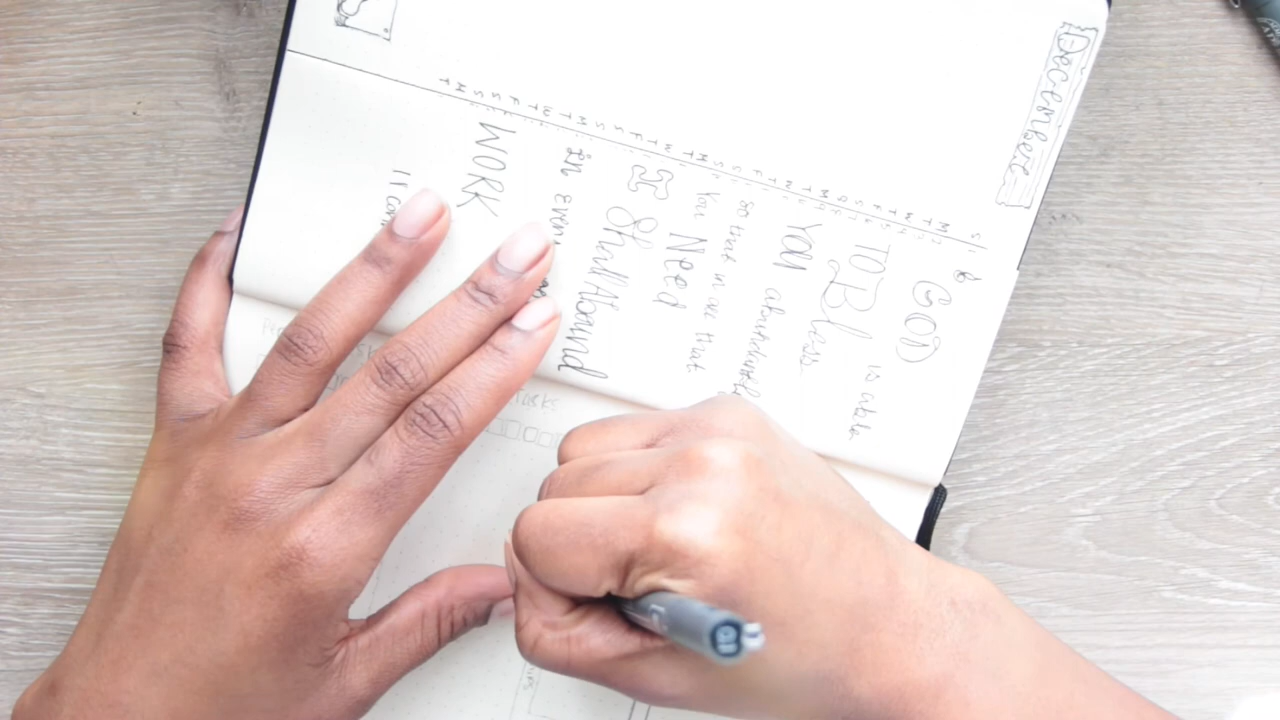 December
S
M
T
W
T
F
S
S
M
T
W
T
F
S
S
M
T
W
T
F
S
S
M
T
W
T
F
S
S
M
T
GOD
is able
TO Bless
YOU abundantly
So that in all that
You Need
I Shall Abound
in every
WORK
TASKS